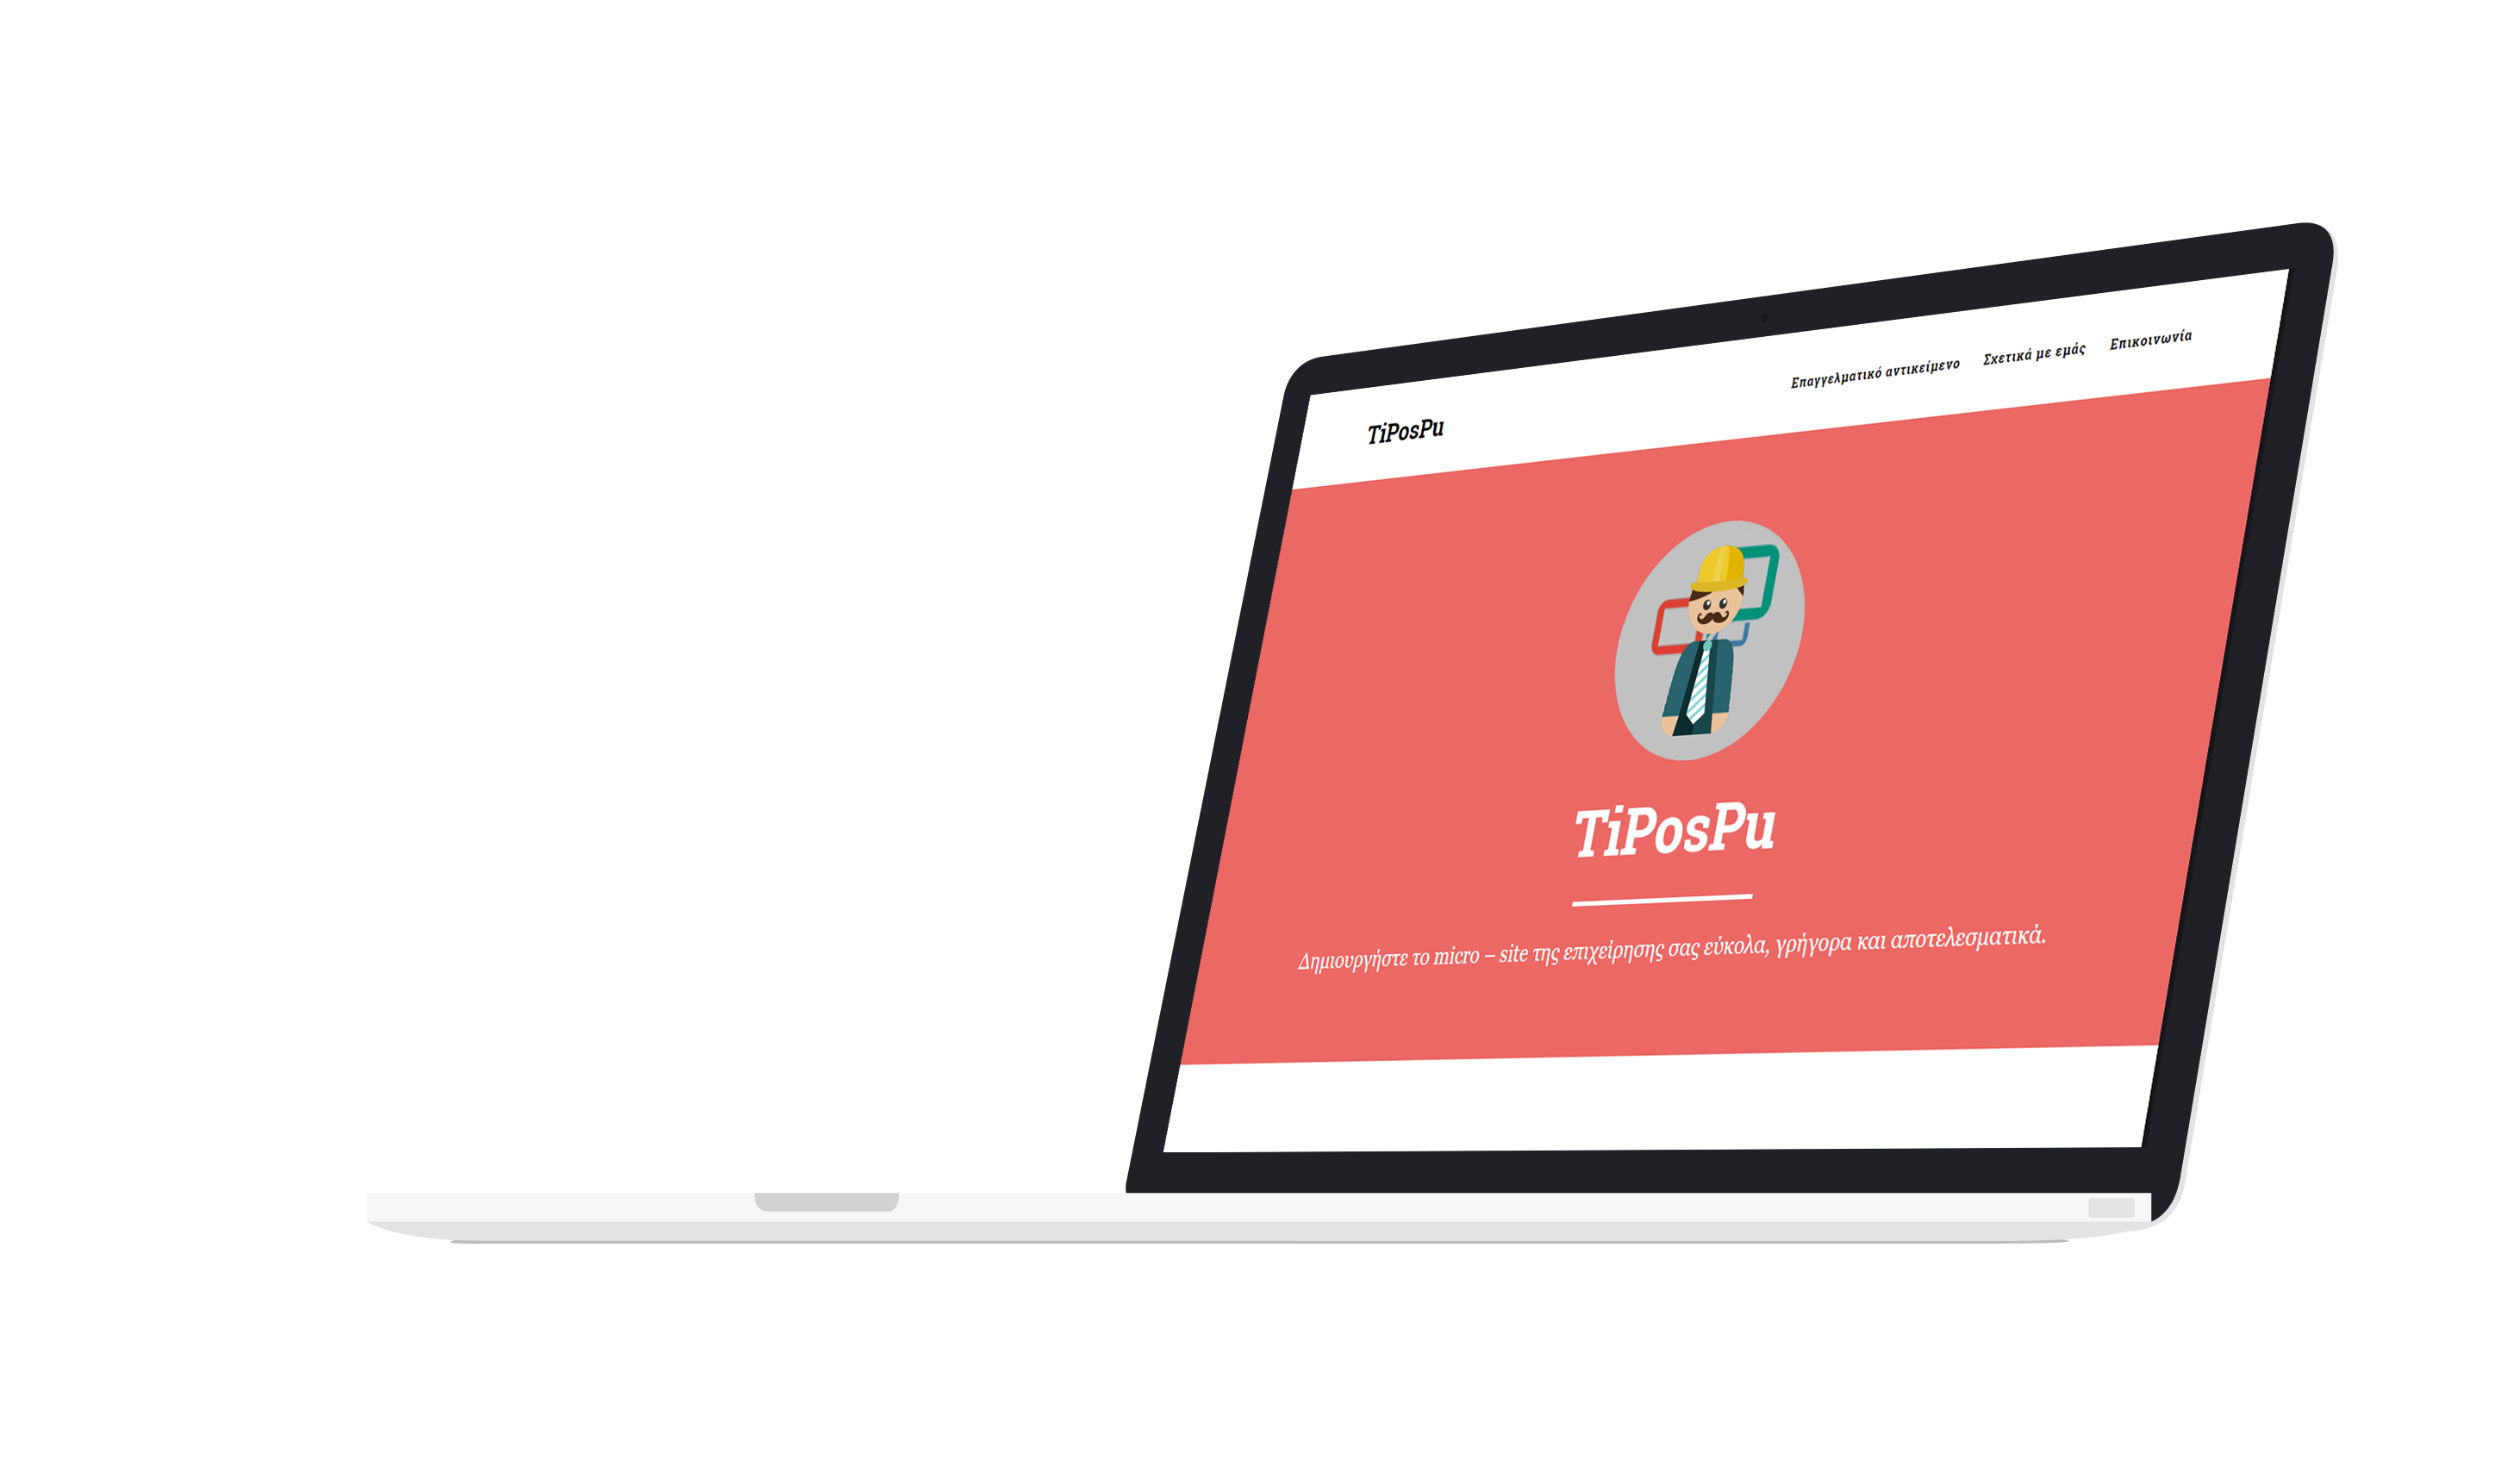 TiPosPu
Επαγγελματικό αντικείμενο Σχετικά με εμάς Επικοινωνία
TiPosPu
Δημιουργήστε το micro – site της επιχείρησης σας εύκολα, γρήγορα και αποτελεσματικά.